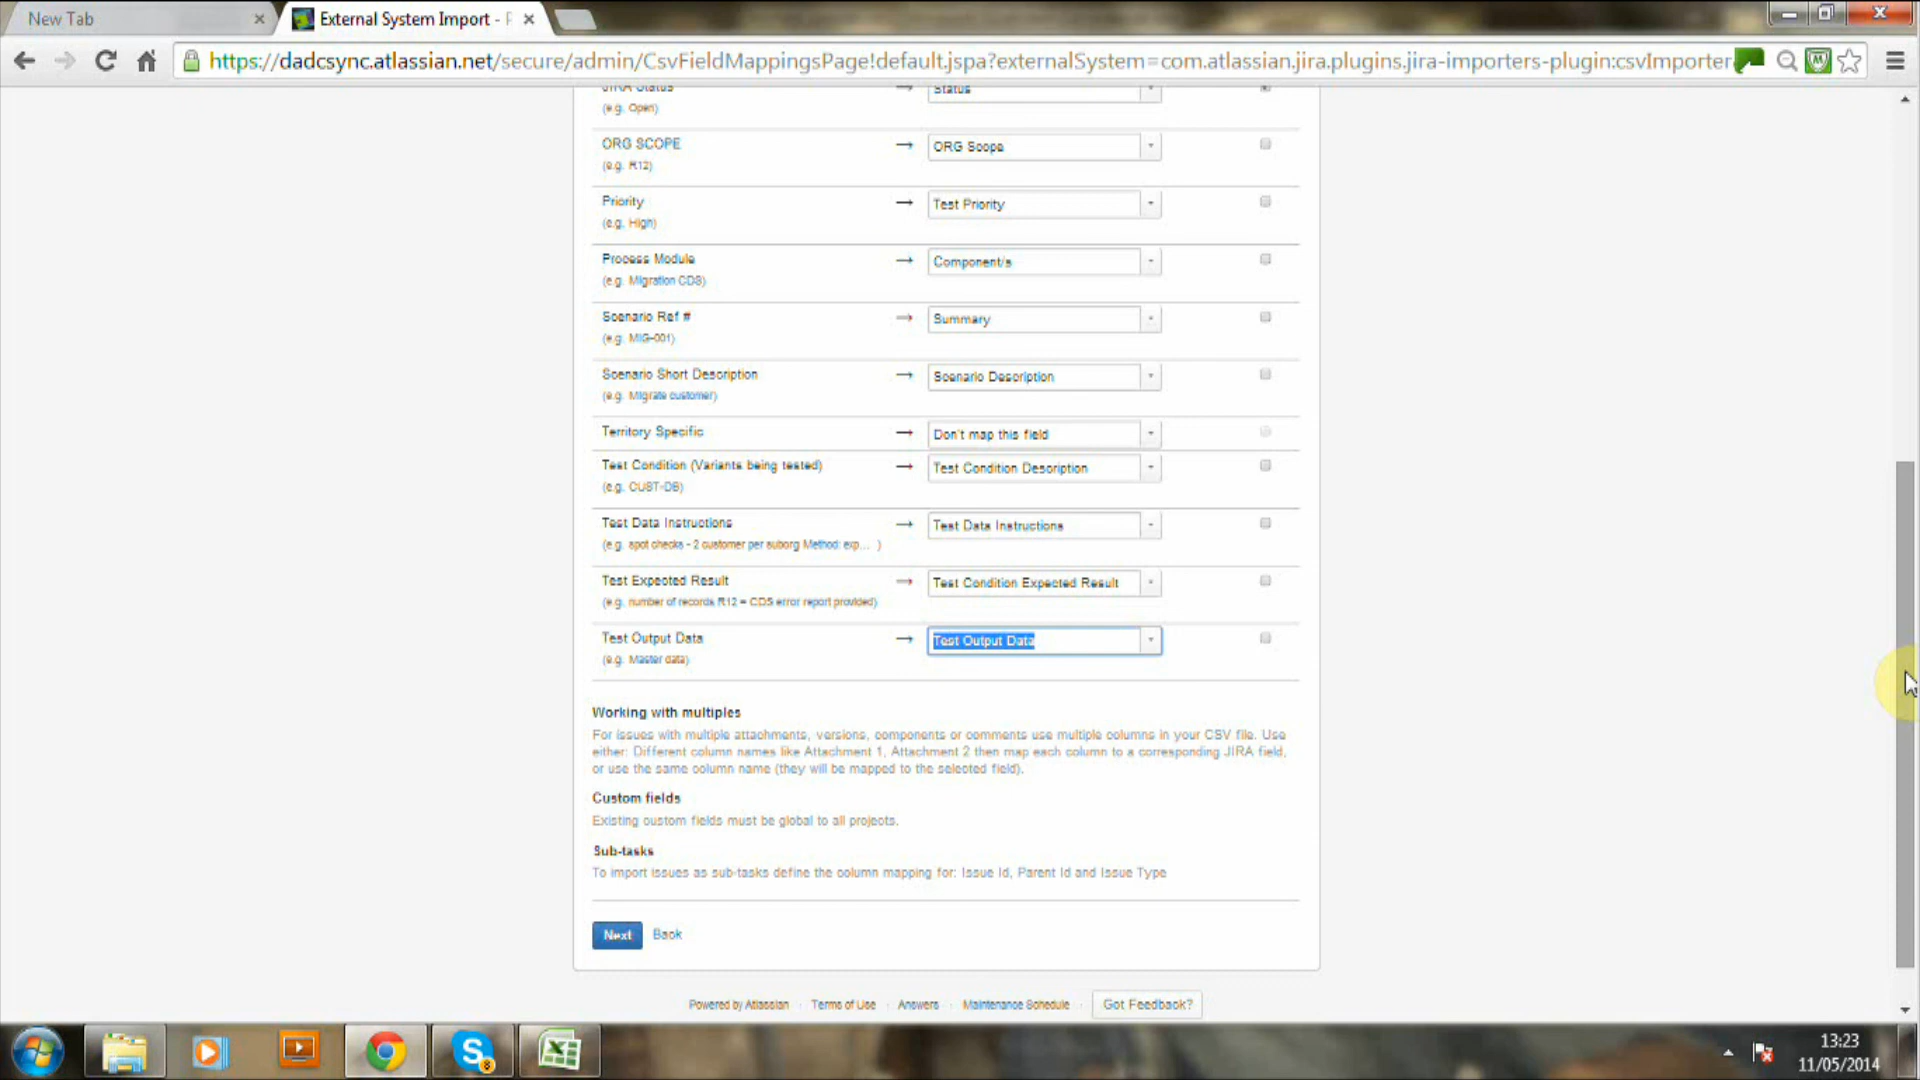 New Tab
External System Import - P
https://dadcsync.atlassian.net/secure/admin/CsvFieldMappingsPage!default.jspa?externalSystem=com.atlassian.jira.plugins.jira-importers-plugin:csvImporter
JIRA Status
Status
(e.g. Open)
ORG SCOPE
ORG Scope
(e.g. R12)
Priority
Test Priority
(e.g. High)
Process Module
Component/s
(e.g. Migration CDS)
Scenario Ref #
Summary
(e.g. MIG-001)
Scenario Short Description
Scenario Description
(e.g. Migrate customer)
Territory Specific
Don't map this field
Test Condition (Variants being tested)
Test Condition Description
(e.g. CUST-DB)
Test Data Instructions
Test Data Instructions
(e.g. spot checks - 2 customer per suborg Method: exp... )
Test Expected Result
Test Condition Expected Result
(e.g. number of records R12 = CDS error report provided)
Test Output Data
Test Output Data
(e.g. Master data)
Working with multiples
For issues with multiple attachments, versions, components or comments use multiple columns in your CSV file. Use
either: Different column names like Attachment 1, Attachment 2 then map each column to a corresponding JIRA field,
or use the same column name (they will be mapped to the selected field).
Custom fields
Existing custom fields must be global to all projects.
Sub-tasks
To import issues as sub-tasks define the column mapping for: Issue Id, Parent Id and Issue Type
Next
Back
Powered by Atlassian · Terms of Use · Answers · Maintenance Schedule · Got Feedback?
13:23
11/05/2014